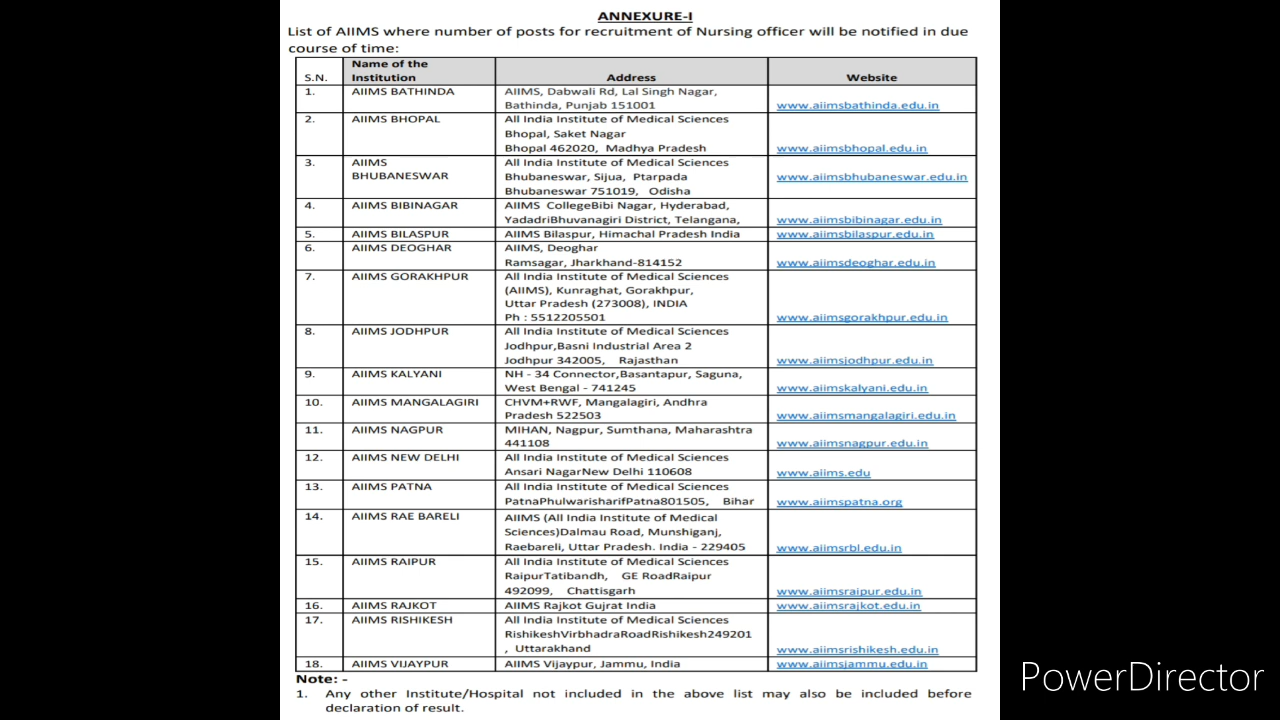 ANNEXURE-I
List of AIIMS where number of posts for recruitment of Nursing officer will be notified in due
course of time:
S.N. Name of the Institution Address Website
1. AIIMS BATHINDA AIIMS, Dabwali Rd, Lal Singh Nagar,
Bathinda, Punjab 151001 www.aiimsbathinda.edu.in
2. AIIMS BHOPAL All India Institute of Medical Sciences
Bhopal, Saket Nagar
Bhopal 462020, Madhya Pradesh www.aiimsbhopal.edu.in
3. AIIMS All India Institute of Medical Sciences
BHUBANESWAR Bhubaneswar, Sijua, Ptarpada www.aiimsbhubaneswar.edu.in
Bhubaneswar 751019, Odisha
4. AIIMS BIBINAGAR AIIMS CollegeBibi Nagar, Hyderabad,
YadadriBhuvanagiri District, Telangana, www.aiimsbibinagar.edu.in
5. AIIMS BILASPUR AIIMS Bilaspur, Himachal Pradesh India www.aiimsbilaspur.edu.in
6. AIIMS DEOGHAR AIIMS, Deoghar
Ramsagar, Jharkhand-814152 www.aiimsdeoghar.edu.in
7. AIIMS GORAKHPUR All India Institute of Medical Sciences
(AIIMS), Kunraghat, Gorakhpur,
Uttar Pradesh (273008), INDIA
Ph : 5512205501 www.aiimsgorakhpur.edu.in
8. AIIMS JODHPUR All India Institute of Medical Sciences
Jodhpur,Basni Industrial Area 2
Jodhpur 342005, Rajasthan www.aiimsjodhpur.edu.in
9. AIIMS KALYANI NH - 34 Connector,Basantapur, Saguna,
West Bengal - 741245 www.aiimskalyani.edu.in
10. AIIMS MANGALAGIRI CHVM+RWF, Mangalagiri, Andhra
Pradesh 522503 www.aiimsmangalagiri.edu.in
11. AIIMS NAGPUR MIHAN, Nagpur, Sumthana, Maharashtra
441108 www.aiimsnagpur.edu.in
12. AIIMS NEW DELHI All India Institute of Medical Sciences
Ansari NagarNew Delhi 110608 www.aiims.edu
13. AIIMS PATNA All India Institute of Medical Sciences
PatnaPhulwarisharifPatna801505, Bihar www.aiimspatna.org
14. AIIMS RAE BARELI AIIMS (All India Institute of Medical
Sciences)Dalmau Road, Munshiganj,
Raebareli, Uttar Pradesh. India - 229405 www.aiimsrbl.edu.in
15. AIIMS RAIPUR All India Institute of Medical Sciences
RaipurTatibandh, GE RoadRaipur
492099, Chattisgarh www.aiimsraipur.edu.in
16. AIIMS RAJKOT AIIMS Rajkot Gujrat India www.aiimsrajkot.edu.in
17. AIIMS RISHIKESH All India Institute of Medical Sciences
RishikeshVirbhadraRoadRishikesh249201
, Uttarakhand www.aiimsrishikesh.edu.in
18. AIIMS VIJAYPUR AIIMS Vijaypur, Jammu, India www.aiimsjammu.edu.in
Note: -
1. Any other Institute/Hospital not included in the above list may also be included before
declaration of result.
PowerDirector